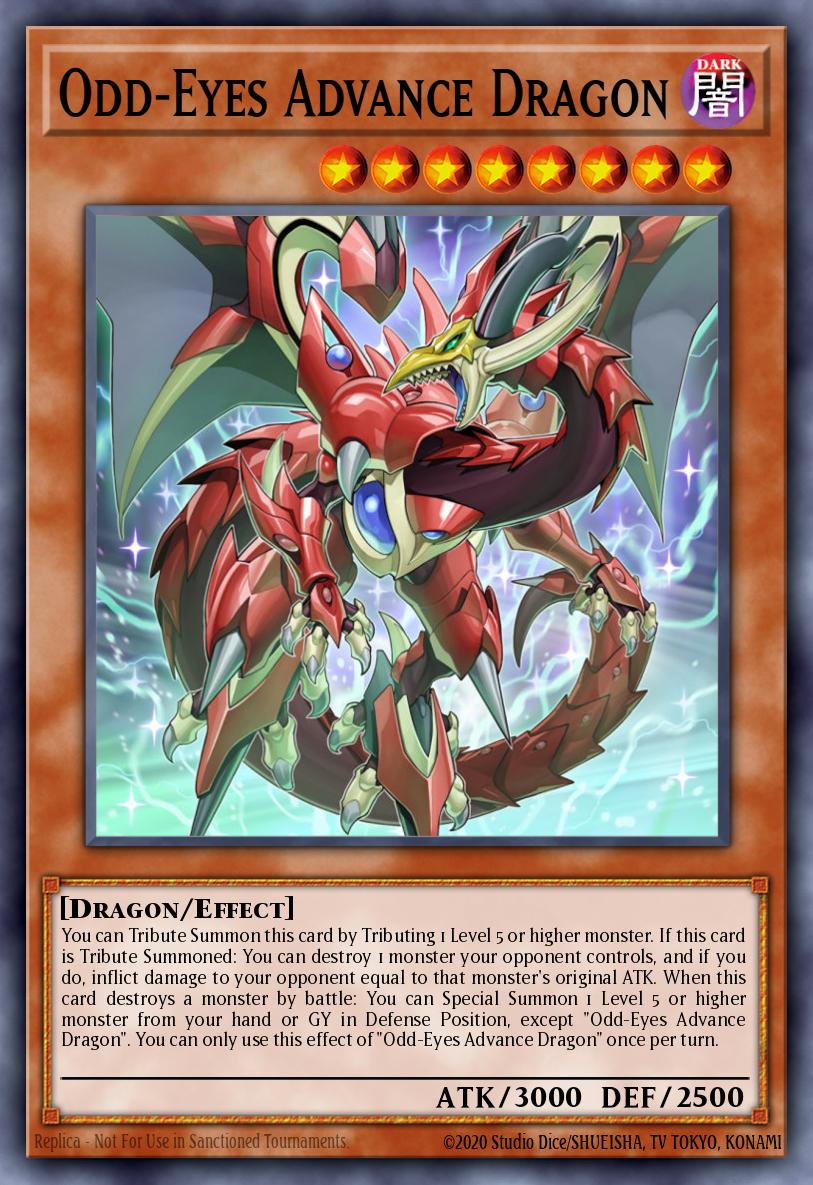 Odd-Eyes Advance Dragon
DARK
闇
[Dragon/Effect]
You can Tribute Summon this card by Tributing 1 Level 5 or higher monster. If this card
is Tribute Summoned: You can destroy 1 monster your opponent controls, and if you
do, inflict damage to your opponent equal to that monster's original ATK. When this
card destroys a monster by battle: You can Special Summon 1 Level 5 or higher
monster from your hand or GY in Defense Position, except "Odd-Eyes Advance
Dragon". You can only use this effect of "Odd-Eyes Advance Dragon" once per turn.
ATK/3000 DEF/2500
Replica - Not For Use in Sanctioned Tournaments.
©2020 Studio Dice/SHUEISHA, TV TOKYO, KONAMI